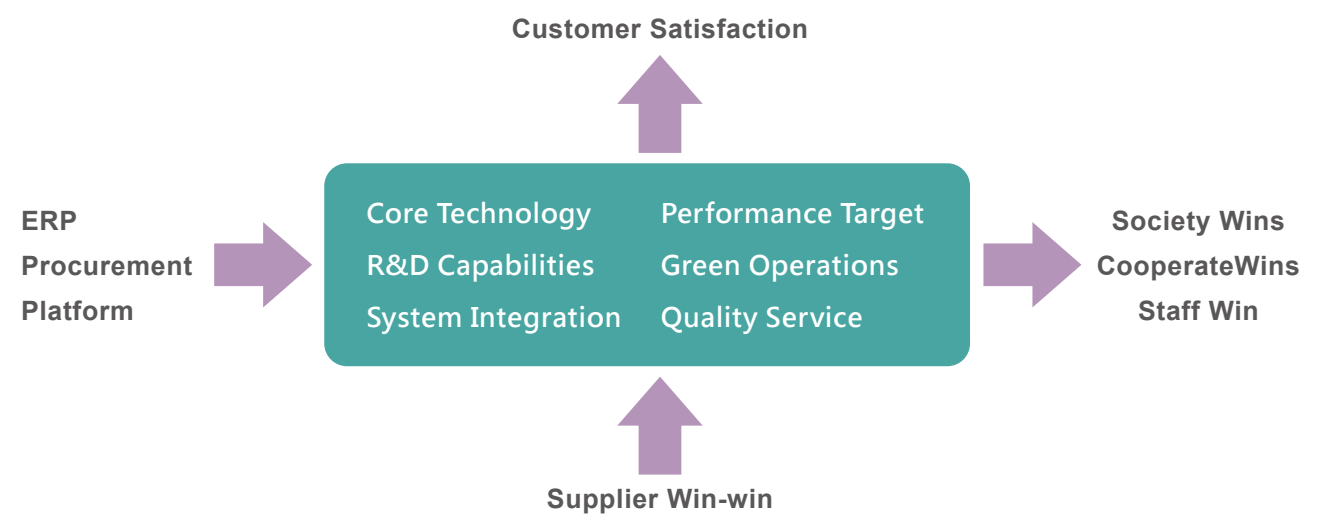 Customer Satisfaction
ERP
Procurement
Platform
Core Technology
R&D Capabilities
System Integration
Performance Target
Green Operations
Quality Service
Society Wins
CooperateWins
Staff Win
Supplier Win-win